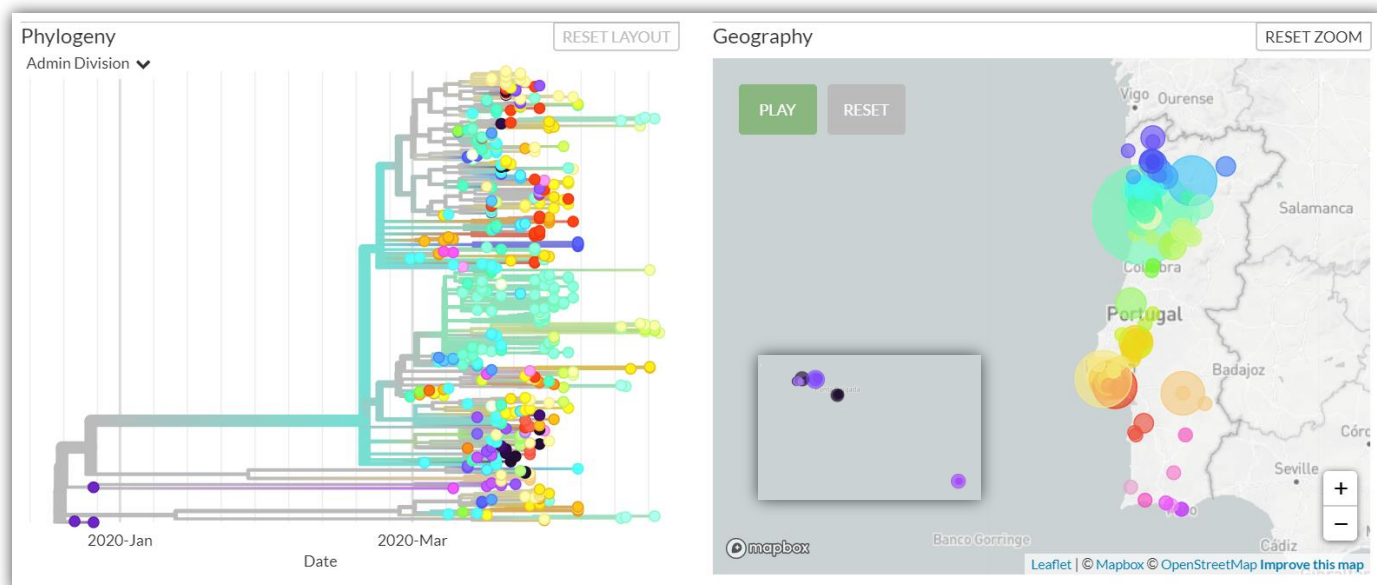 Phylogeny
RESET LAYOUT
Admin Division
2020-Jan
2020-Mar
Date
Geography
RESET ZOOM
PLAY
RESET
Vigo
Ourense
Salamanca
Coimbra
Portugal
Badajoz
Seville
Banco Gorringe
Cádiz
+
−
mapbox
Leaflet | © Mapbox © OpenStreetMap Improve this map